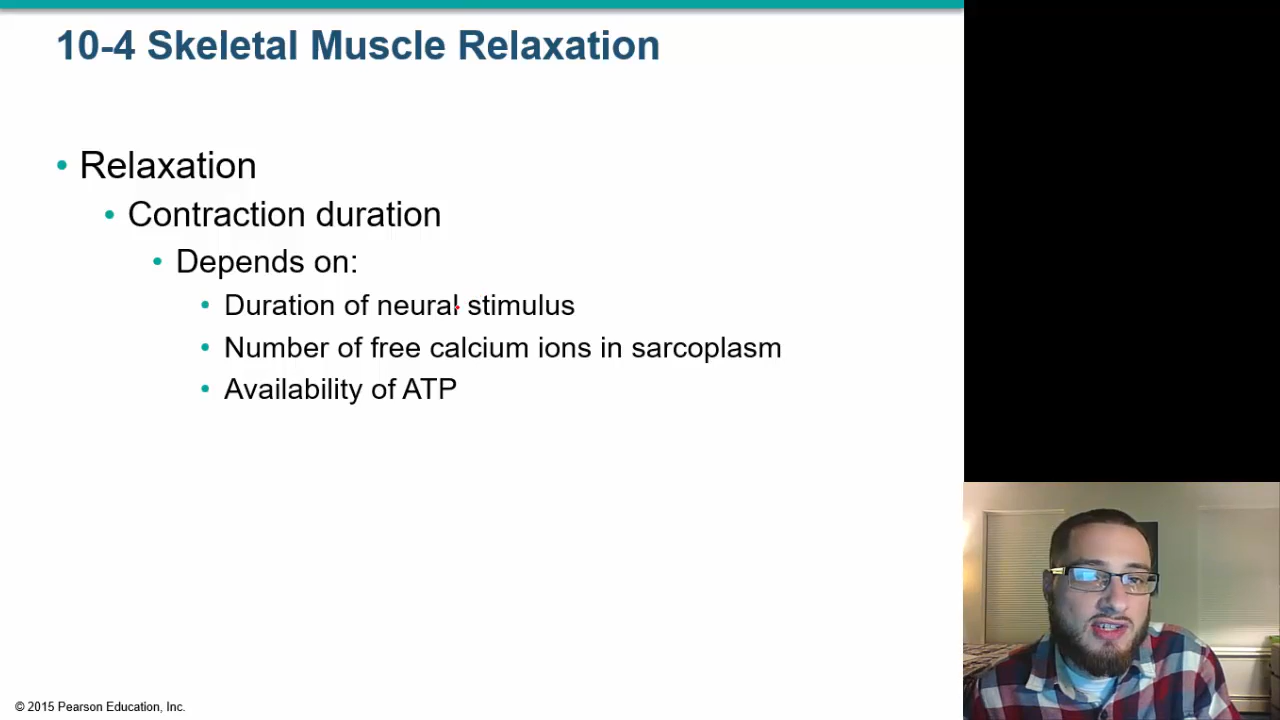 10-4 Skeletal Muscle Relaxation
• Relaxation
• Contraction duration
• Depends on:
• Duration of neural stimulus
• Number of free calcium ions in sarcoplasm
• Availability of ATP
© 2015 Pearson Education, Inc.